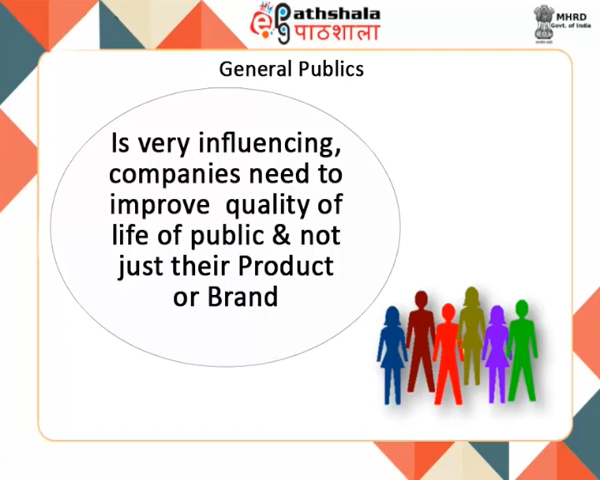 ePathshala
पाठशाला
MHRD
Govt. of India
General Publics
Is very influencing,
companies need to
improve quality of
life of public & not
just their Product
or Brand